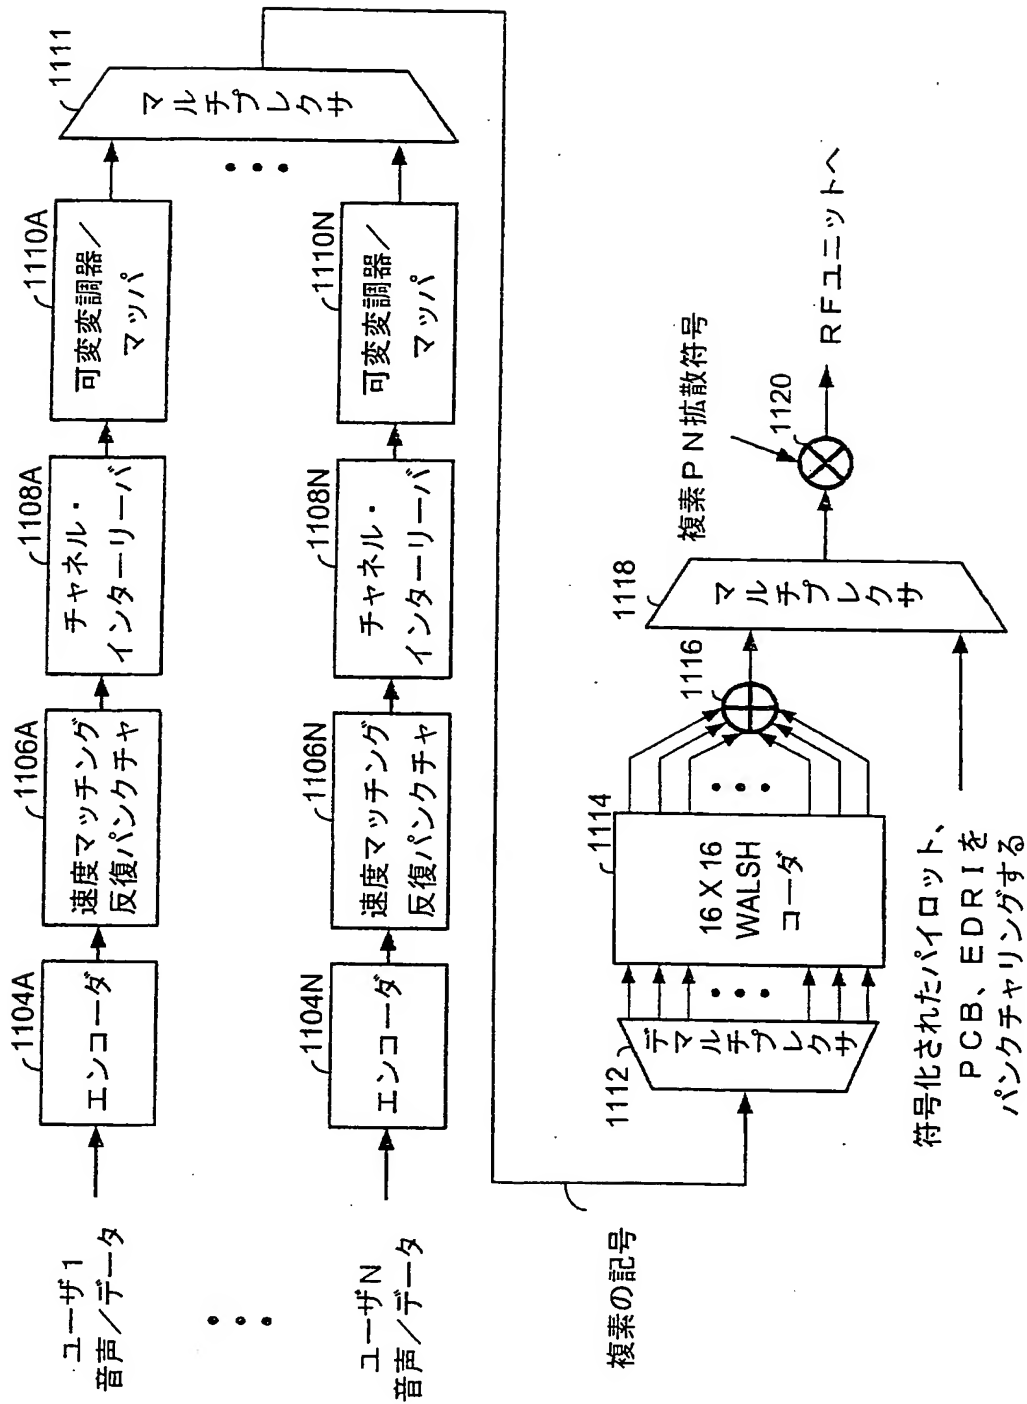 ユーザ1
音声／データ
1104A
エンコーダ
1106A
速度マッチング
反復パンクチャ
1108A
チャネル・
インターリーバ
1110A
可変変調器／
マッパ
1111
マルチプレクサ
ユーザN
音声／データ
1104N
エンコーダ
1106N
速度マッチング
反復パンクチャ
1108N
チャネル・
インターリーバ
1110N
可変変調器／
マッパ
複素の記号
1112
デマルチプレクサ
1114
16 X 16
WALSH
コーダ
1116
1118
マルチプレクサ
複素PN拡散符号
1120
RFユニットへ
符号化されたパイロット、
PCB、EDRIを
パンクチャリングする